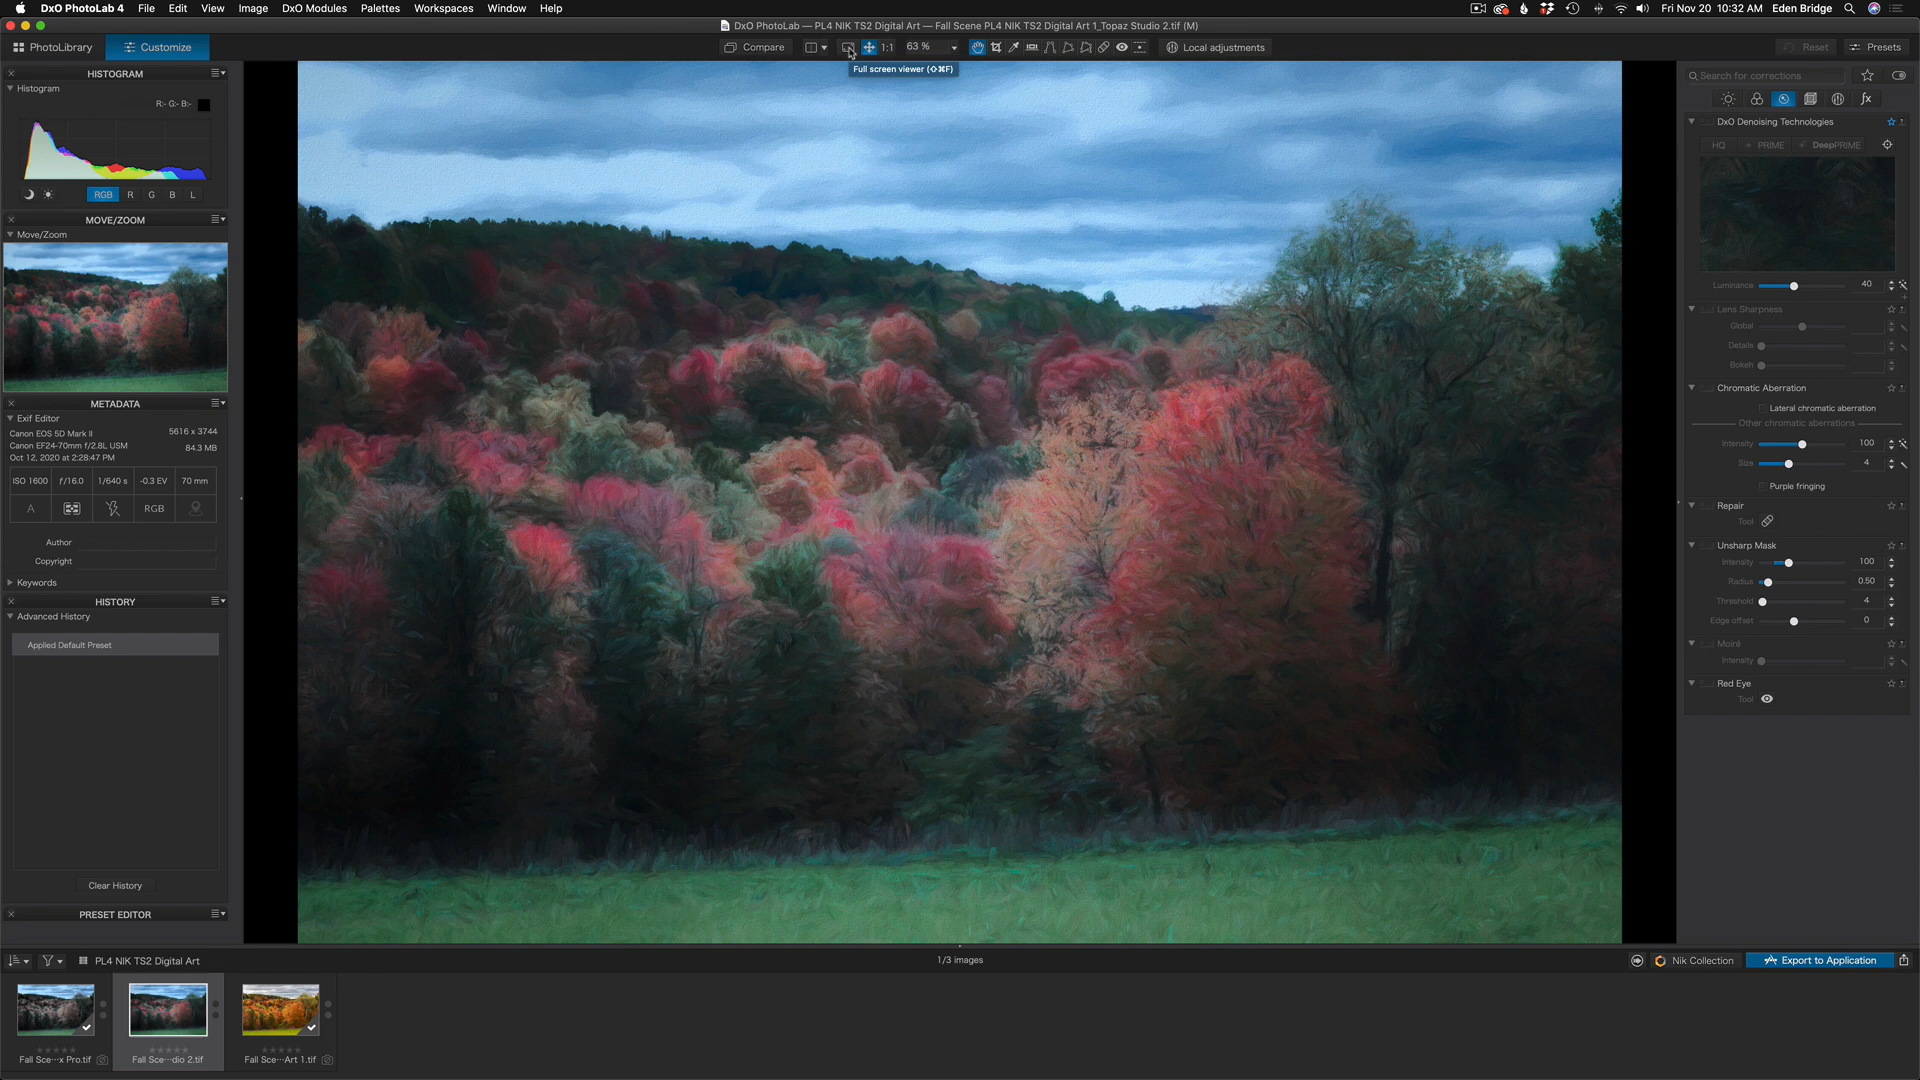 DxO PhotoLab 4 File Edit View Image DxO Modules Palettes Workspaces Window Help Fri Nov 20 10:32 AM Eden Bridge
DxO PhotoLab — PL4 NIK TS2 Digital Art — Fall Scene PL4 NIK TS2 Digital Art 1_Topaz Studio 2.tif (M)
PhotoLibrary Customize Compare 1:1 63 % Local adjustments Reset Presets
Full screen viewer (⇧⌘F)
HISTOGRAM
Histogram
R:- G:- B:-
RGB R G B L
MOVE/ZOOM
Move/Zoom
METADATA
Exif Editor
Canon EOS 5D Mark II 5616 x 3744
Canon EF24-70mm f/2.8L USM 84.3 MB
Oct 12, 2020 at 2:28:47 PM
ISO 1600 ƒ/16.0 1/640 s -0.3 EV 70 mm
A RGB
Author
Copyright
Keywords
HISTORY
Advanced History
Applied Default Preset
Clear History
PRESET EDITOR
Search for corrections
fx
DxO Denoising Technologies
HQ PRIME DeepPRIME
Luminance 40
Lens Sharpness
Global
Details
Bokeh
Chromatic Aberration
Lateral chromatic aberration
Other chromatic aberrations
Intensity 100
Size 4
Purple fringing
Repair
Tool
Unsharp Mask
Intensity 100
Radius 0.50
Threshold 4
Edge offset 0
Moiré
Intensity
Red Eye
Tool
PL4 NIK TS2 Digital Art 1/3 images Nik Collection Export to Application
Fall Sce···x Pro.tif Fall Sce···dio 2.tif Fall Sce···Art 1.tif